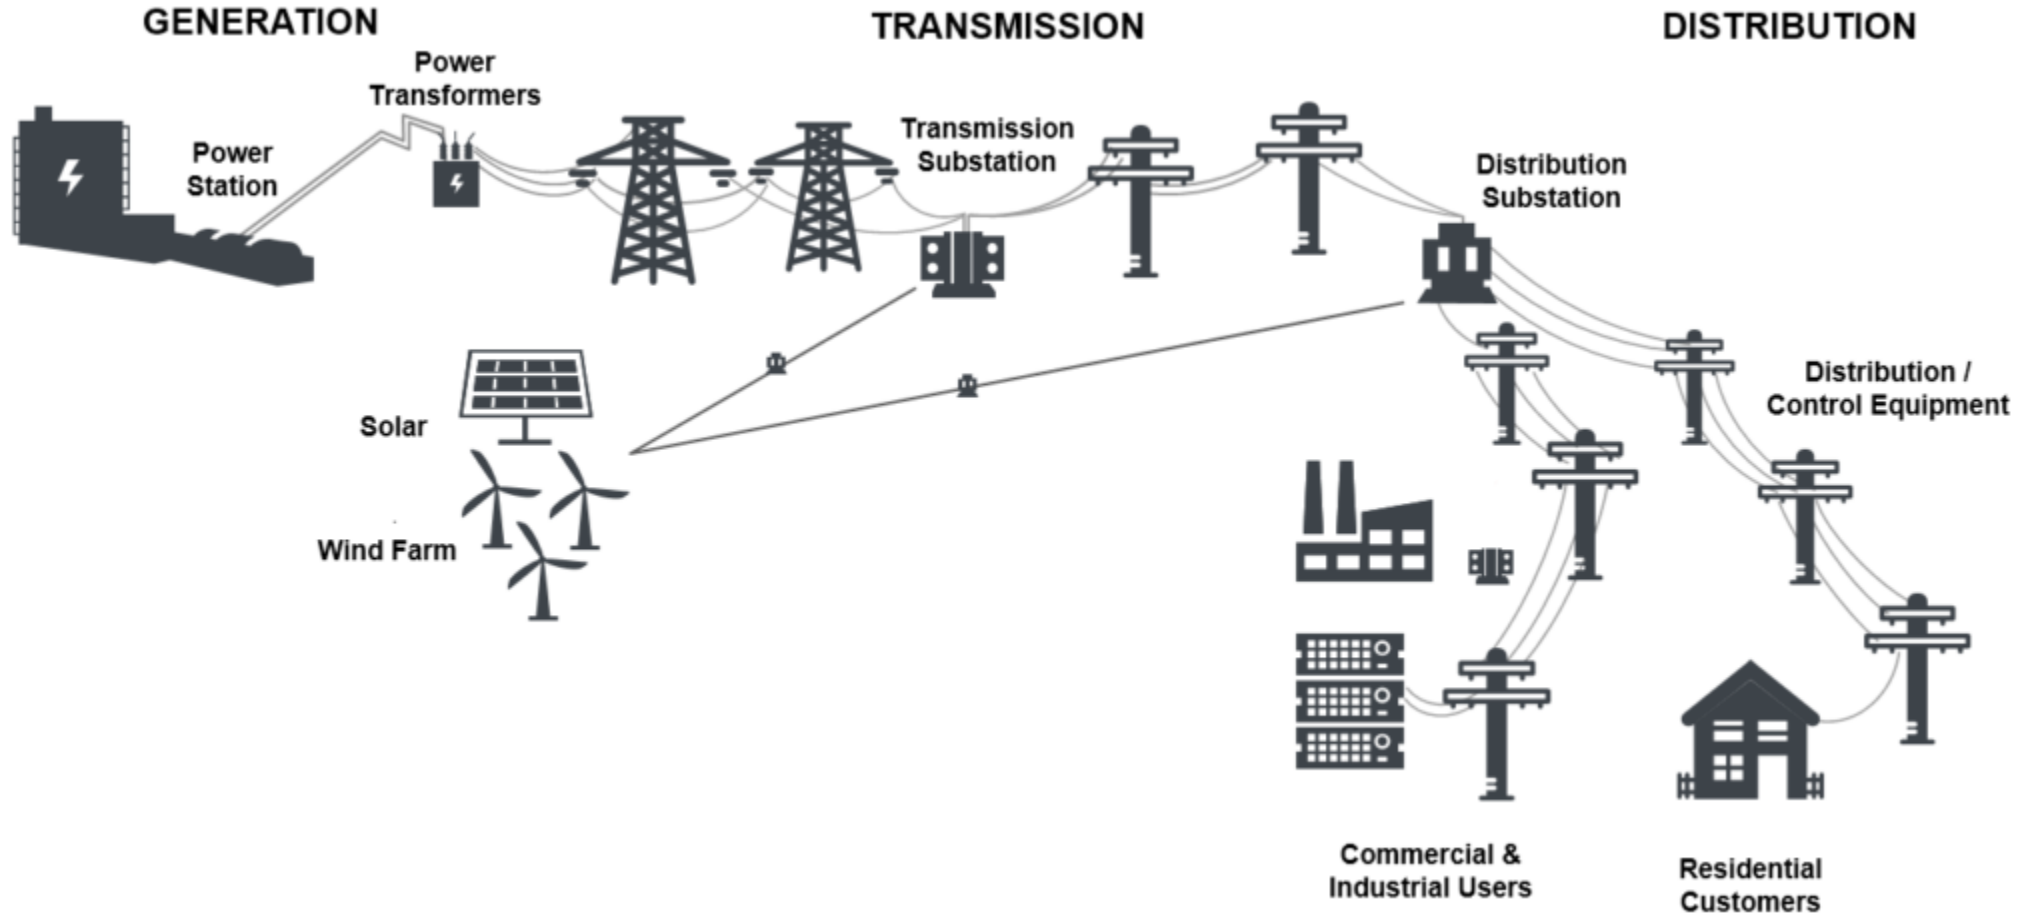 GENERATION
TRANSMISSION
DISTRIBUTION
Power
Transformers
Power
Station
Transmission
Substation
Distribution
Substation
Solar
Wind Farm
Distribution /
Control Equipment
Commercial &
Industrial Users
Residential
Customers